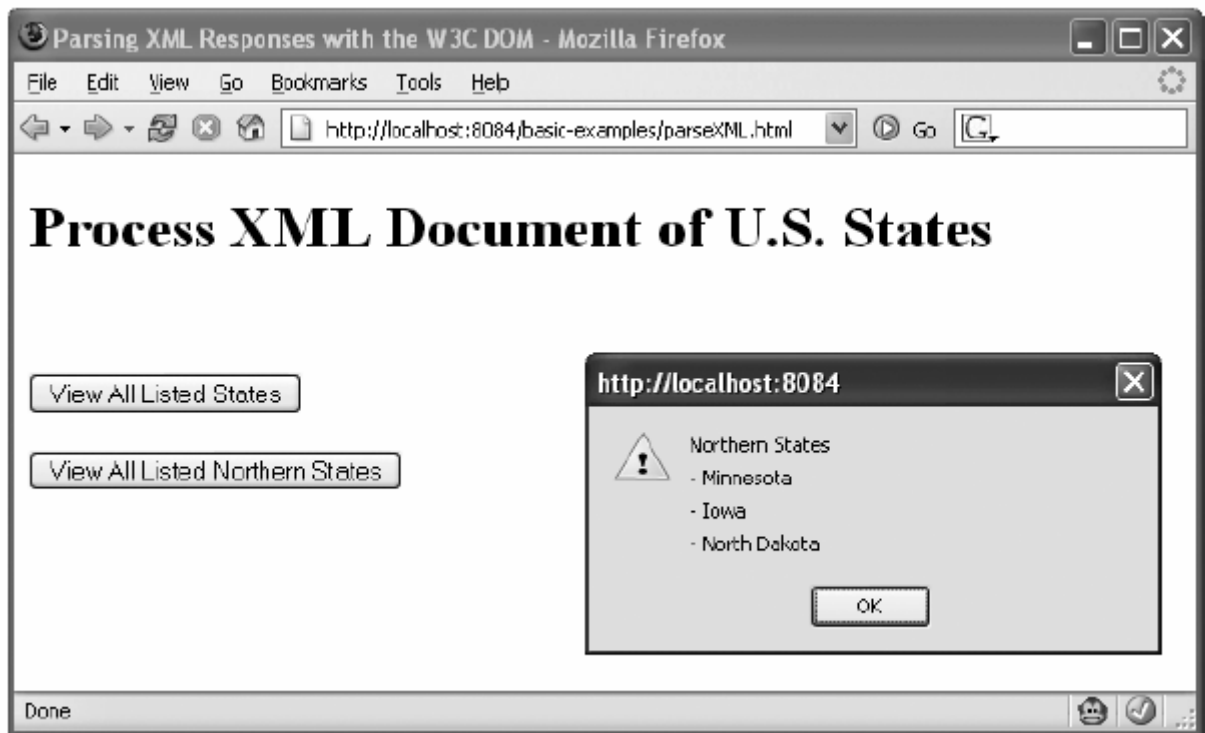 Parsing XML Responses with the W3C DOM - Mozilla Firefox
File Edit View Go Bookmarks Tools Help
http://localhost:8084/basic-examples/parseXML.html Go G
Process XML Document of U.S. States
View All Listed States
View All Listed Northern States
http://localhost:8084
Northern States
- Minnesota
- Iowa
- North Dakota
OK
Done